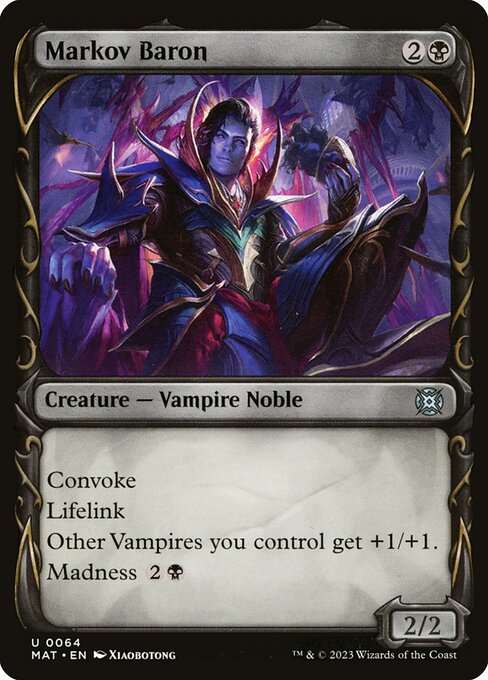 Markov Baron 2
Creature — Vampire Noble
Convoke
Lifelink
Other Vampires you control get +1/+1.
Madness 2
2/2
U 0064
MAT • EN XIAOBOTONG
™ & © 2023 Wizards of the Coast